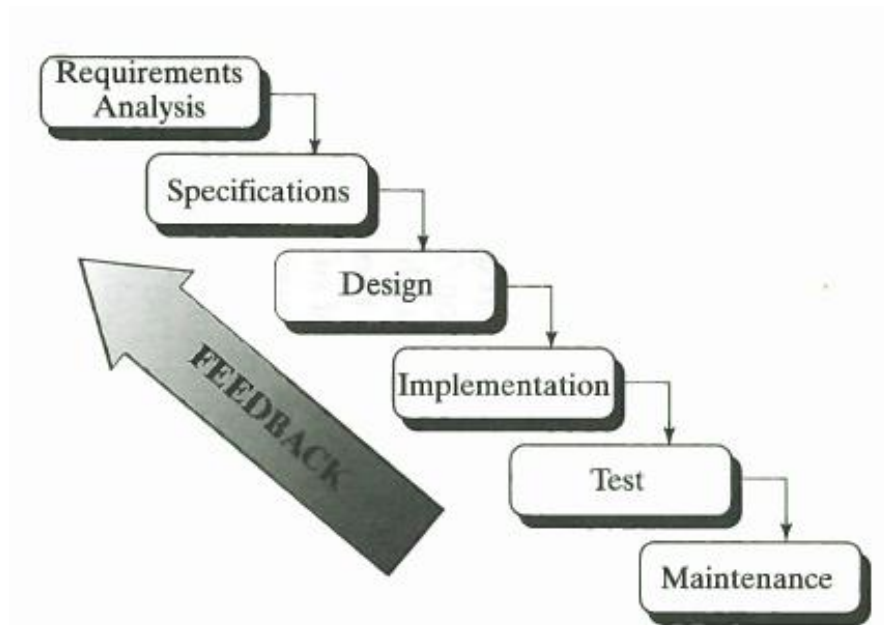 Requirements
Analysis
Specifications
Design
FEEDBACK
Implementation
Test
Maintenance